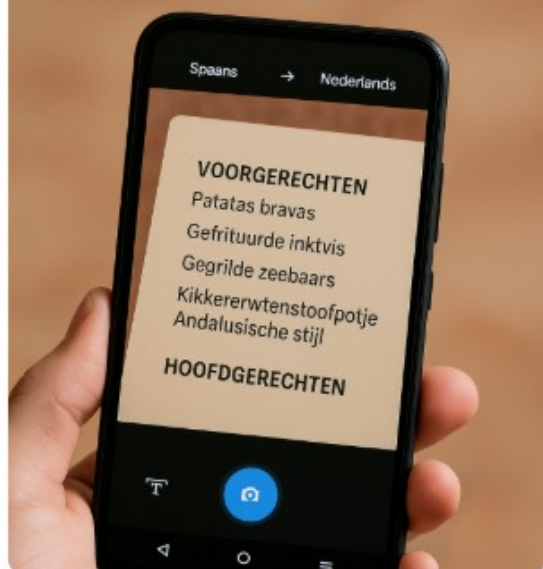 Spaans → Nederlands
VOORGERECHTEN
Patatas bravas
Gefrituurde inktvis
Gegrilde zeebaars
Kikkererwtenstoofpotje
Andalusische stijl
HOOFDGERECHTEN
T